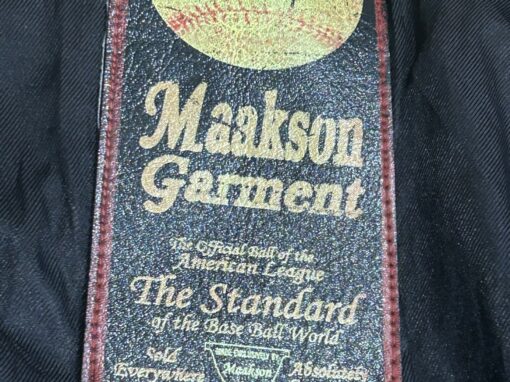 Maakson
Garment
The Official Ball of the
American League
The Standard
of the Base Ball World
Sold
Everywhere
Maakson
Absolutely